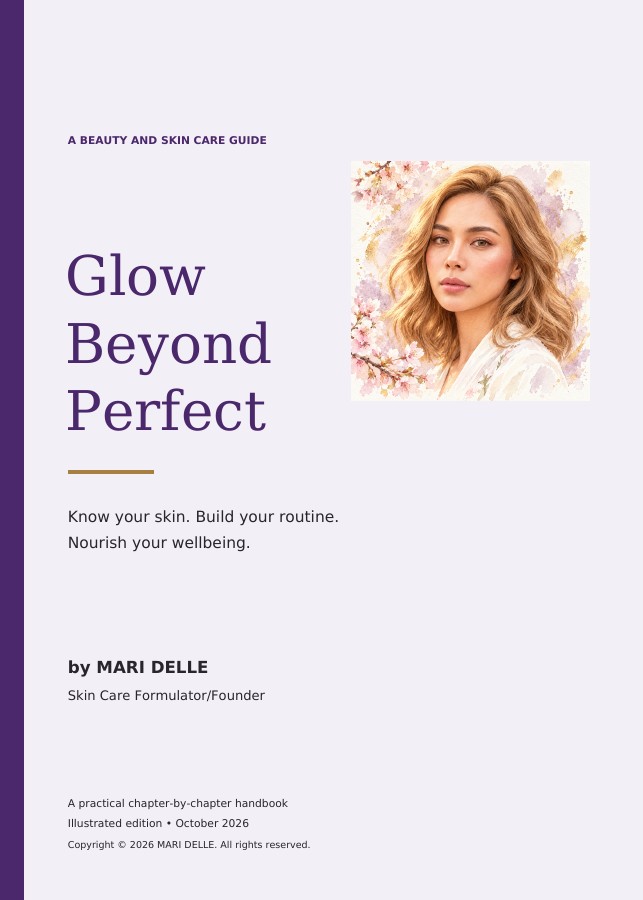 A BEAUTY AND SKIN CARE GUIDE
Glow
Beyond
Perfect
Know your skin. Build your routine.
Nourish your wellbeing.
by MARI DELLE
Skin Care Formulator/Founder
A practical chapter-by-chapter handbook
Illustrated edition • October 2026
Copyright © 2026 MARI DELLE. All rights reserved.